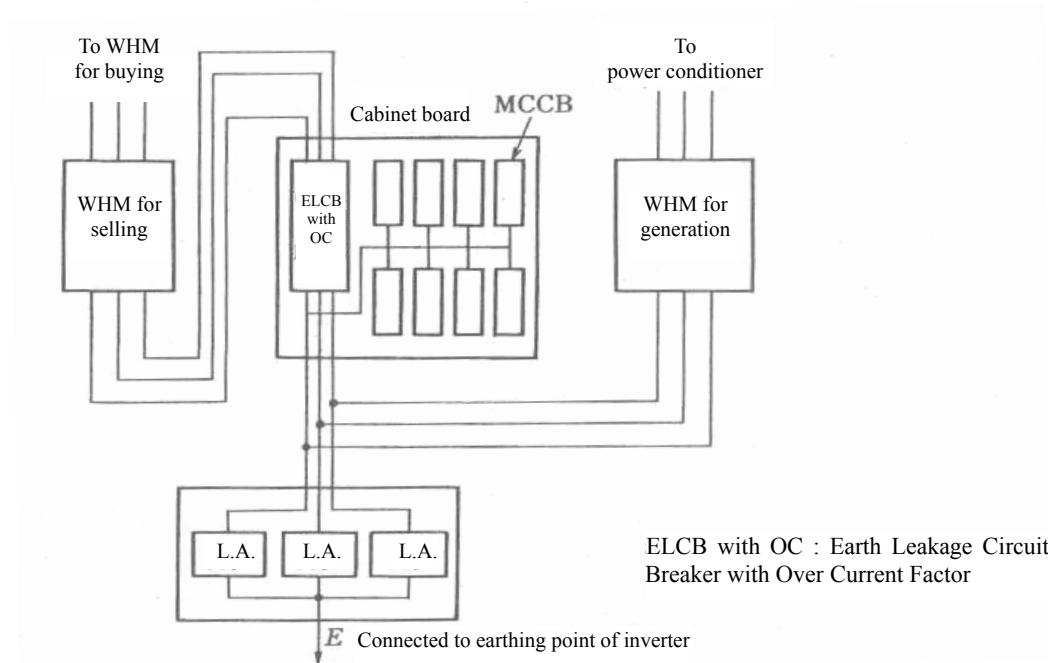 To WHM
for buying
To
power conditioner
Cabinet board
MCCB
WHM for
selling
ELCB
with
OC
WHM for
generation
L.A.
L.A.
L.A.
ELCB with OC : Earth Leakage Circuit
Breaker with Over Current Factor
E Connected to earthing point of inverter